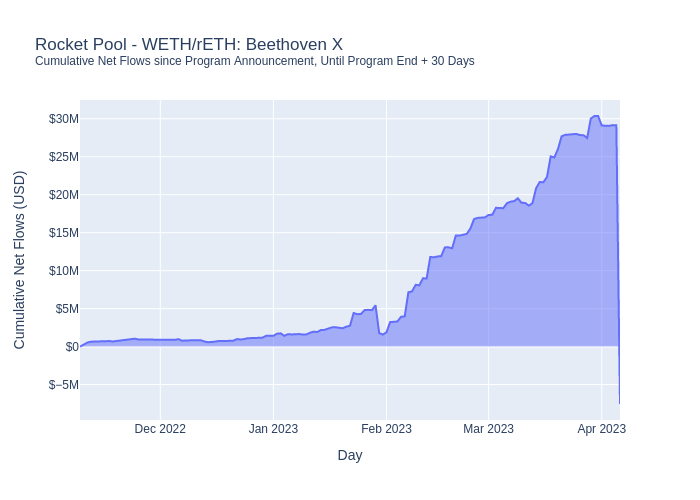 Rocket Pool - WETH/rETH: Beethoven X
Cumulative Net Flows since Program Announcement, Until Program End + 30 Days
Cumulative Net Flows (USD)
$30M
$25M
$20M
$15M
$10M
$5M
$0
$−5M
Dec 2022
Jan 2023
Feb 2023
Mar 2023
Apr 2023
Day